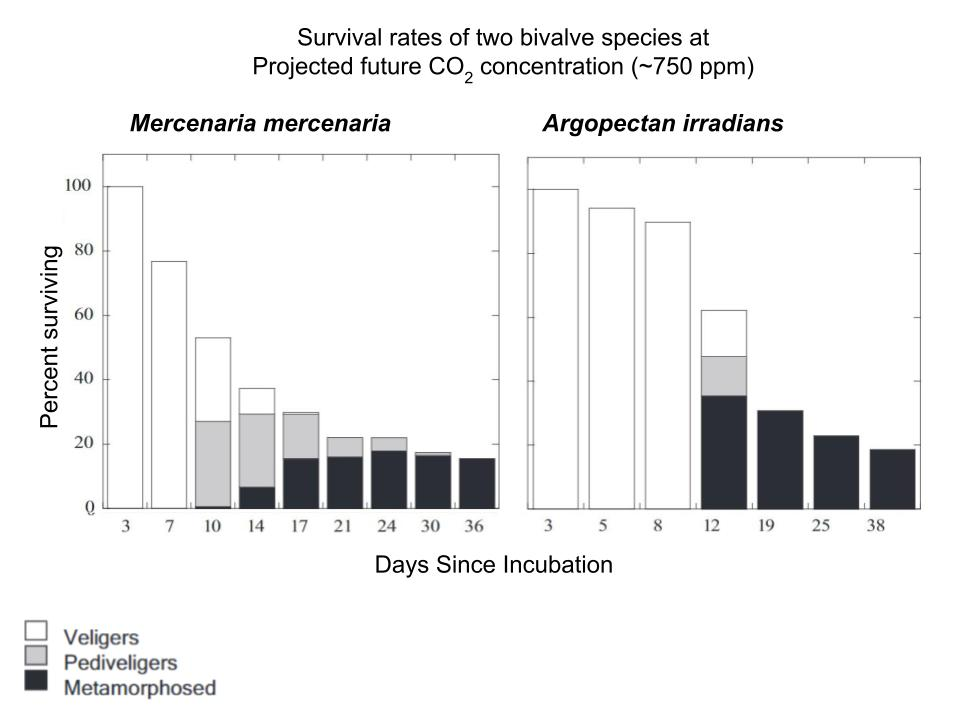 Survival rates of two bivalve species at
Projected future CO2 concentration (~750 ppm)
Mercenaria mercenaria
Argopectan irradians
Percent surviving
100
80
60
40
20
0
3 7 10 14 17 21 24 30 36
3 5 8 12 19 25 38
Days Since Incubation
Veligers
Pediveligers
Metamorphosed